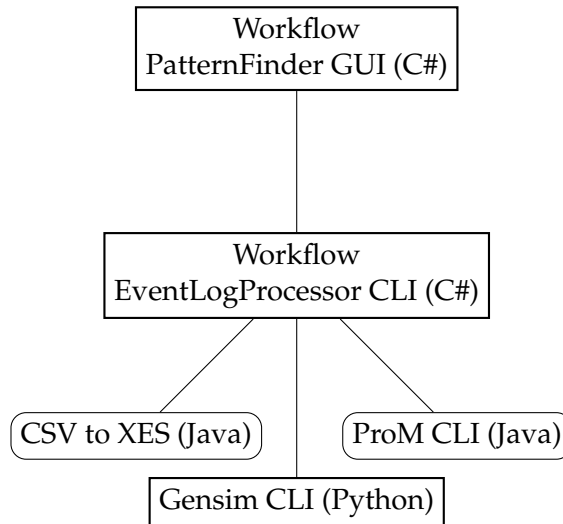 Workflow
PatternFinder GUI (C#)
Workflow
EventLogProcessor CLI (C#)
CSV to XES (Java)
ProM CLI (Java)
Gensim CLI (Python)